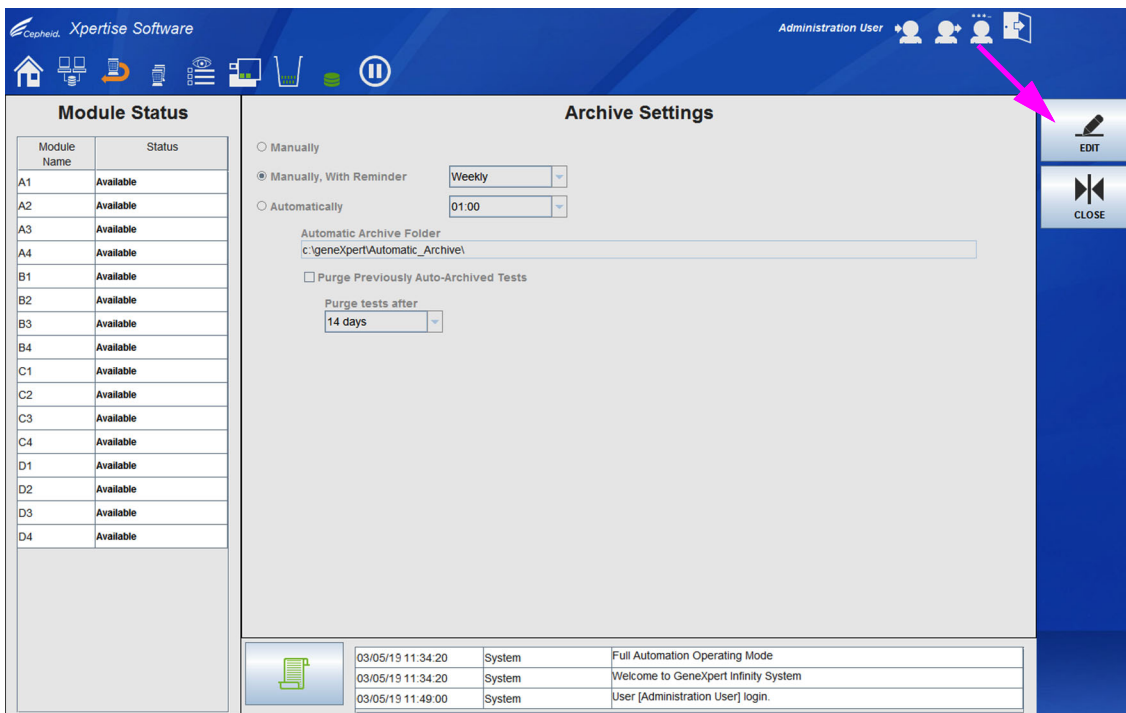 Cepheid. Xpertise Software
Administration User
Module Status
Module Name Status
A1 Available
A2 Available
A3 Available
A4 Available
B1 Available
B2 Available
B3 Available
B4 Available
C1 Available
C2 Available
C3 Available
C4 Available
D1 Available
D2 Available
D3 Available
D4 Available
Archive Settings
Manually
Manually, With Reminder Weekly
Automatically 01:00
Automatic Archive Folder
c:\geneXpert\Automatic_Archive\
Purge Previously Auto-Archived Tests
Purge tests after
14 days
03/05/19 11:34:20 System Full Automation Operating Mode
03/05/19 11:34:20 System Welcome to GeneXpert Infinity System
03/05/19 11:49:00 System User [Administration User] login.
EDIT
CLOSE